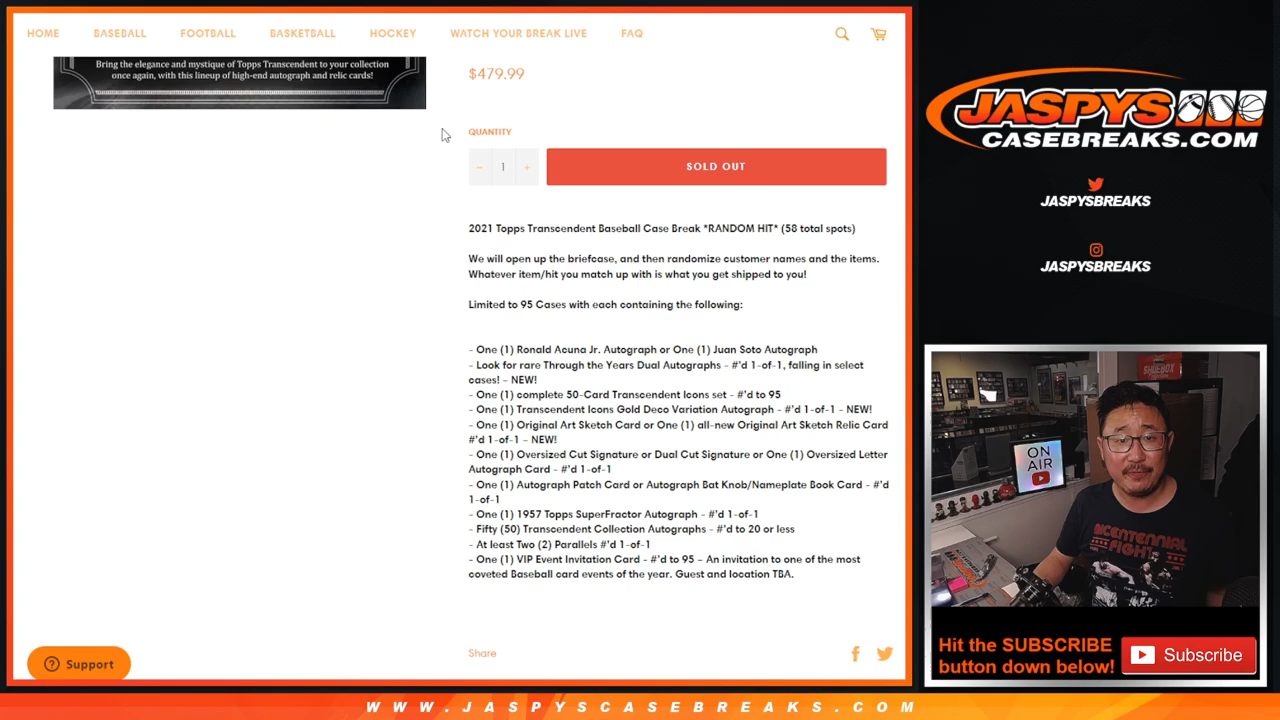 HOME BASEBALL FOOTBALL BASKETBALL HOCKEY WATCH YOUR BREAK LIVE FAQ
Bring the elegance and mystique of Topps Transcendent to your collection
once again, with this lineup of high-end autograph and relic cards!
$479.99
QUANTITY
− 1 +
SOLD OUT
2021 Topps Transcendent Baseball Case Break *RANDOM HIT* (58 total spots)
We will open up the briefcase, and then randomize customer names and the items.
Whatever item/hit you match up with is what you get shipped to you!
Limited to 95 Cases with each containing the following:
- One (1) Ronald Acuna Jr. Autograph or One (1) Juan Soto Autograph
- Look for rare Through the Years Dual Autographs - #'d 1-of-1, falling in select
cases! - NEW!
- One (1) complete 50-Card Transcendent Icons set - #'d to 95
- One (1) Transcendent Icons Gold Deco Variation Autograph - #'d 1-of-1 - NEW!
- One (1) Original Art Sketch Card or One (1) all-new Original Art Sketch Relic Card
#'d 1-of-1 - NEW!
- One (1) Oversized Cut Signature or Dual Cut Signature or One (1) Oversized Letter
Autograph Card - #'d 1-of-1
- One (1) Autograph Patch Card or Autograph Bat Knob/Nameplate Book Card - #'d
1-of-1
- One (1) 1957 Topps SuperFractor Autograph - #'d 1-of-1
- Fifty (50) Transcendent Collection Autographs - #'d to 20 or less
- At least Two (2) Parallels #'d 1-of-1
- One (1) VIP Event Invitation Card - #'d to 95 - An invitation to one of the most
coveted Baseball card events of the year. Guest and location TBA.
Share
? Support
JASPYS
CASEBREAKS.COM
JASPYSBREAKS
JASPYSBREAKS
SHOEBOX
ON
AIR
BICENTENNIAL
FIGHT
Hit the SUBSCRIBE
button down below!
Subscribe
WWW.JASPYSCASEBREAKS.COM